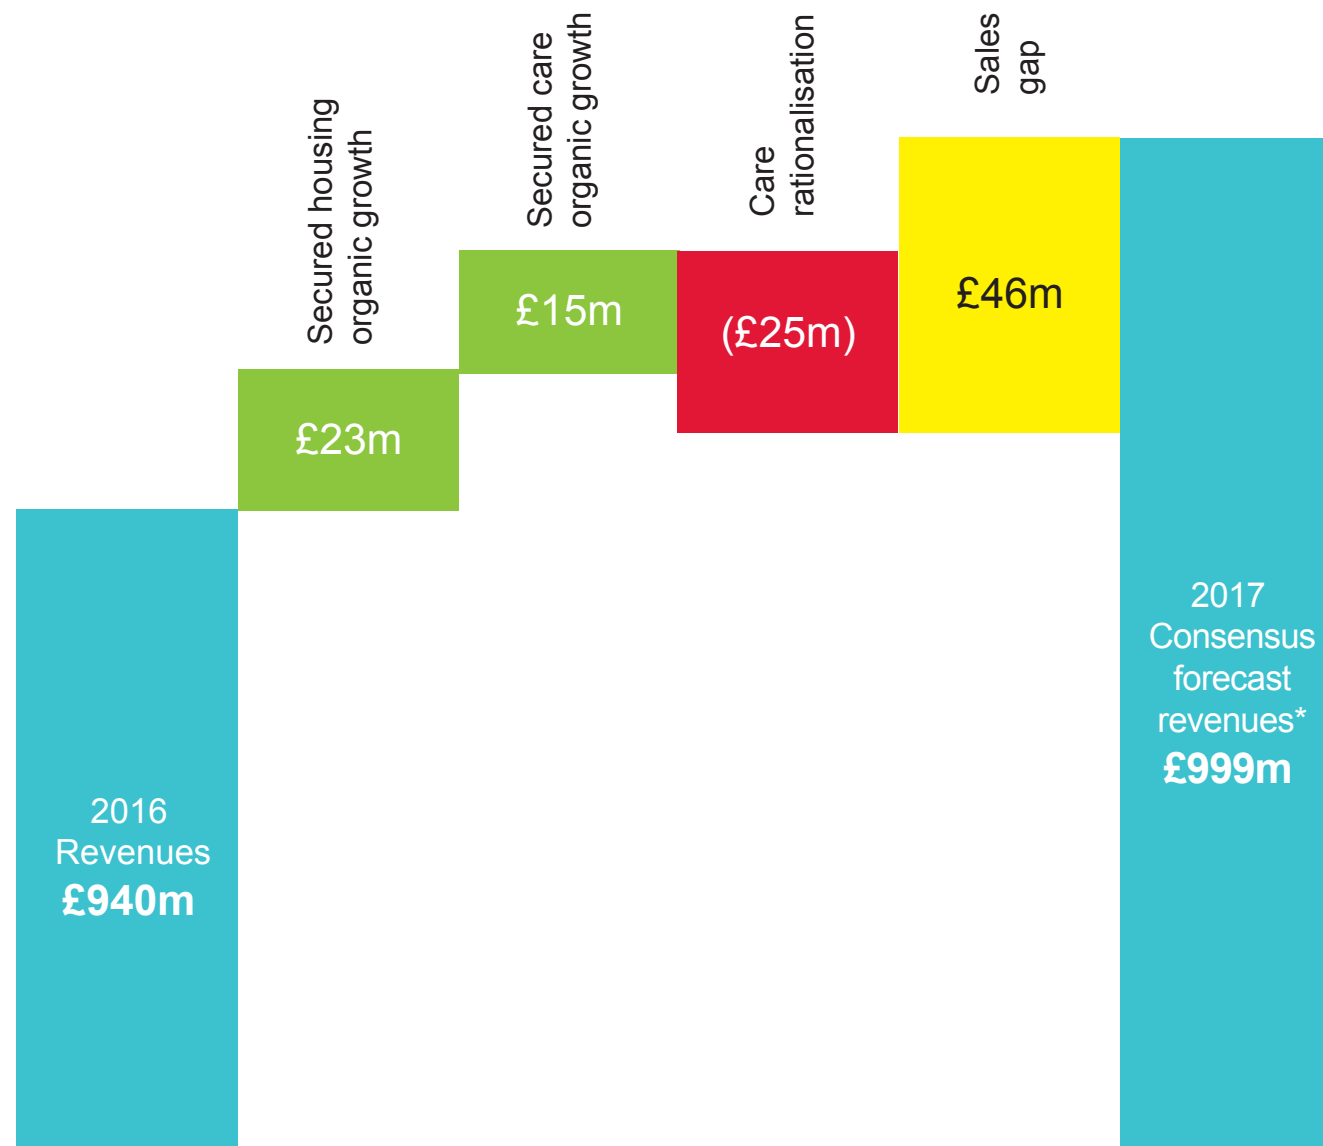 2016
Revenues
£940m
Secured housing
organic growth
£23m
Secured care
organic growth
£15m
Care
rationalisation
(£25m)
Sales
gap
£46m
2017
Consensus
forecast
revenues*
£999m